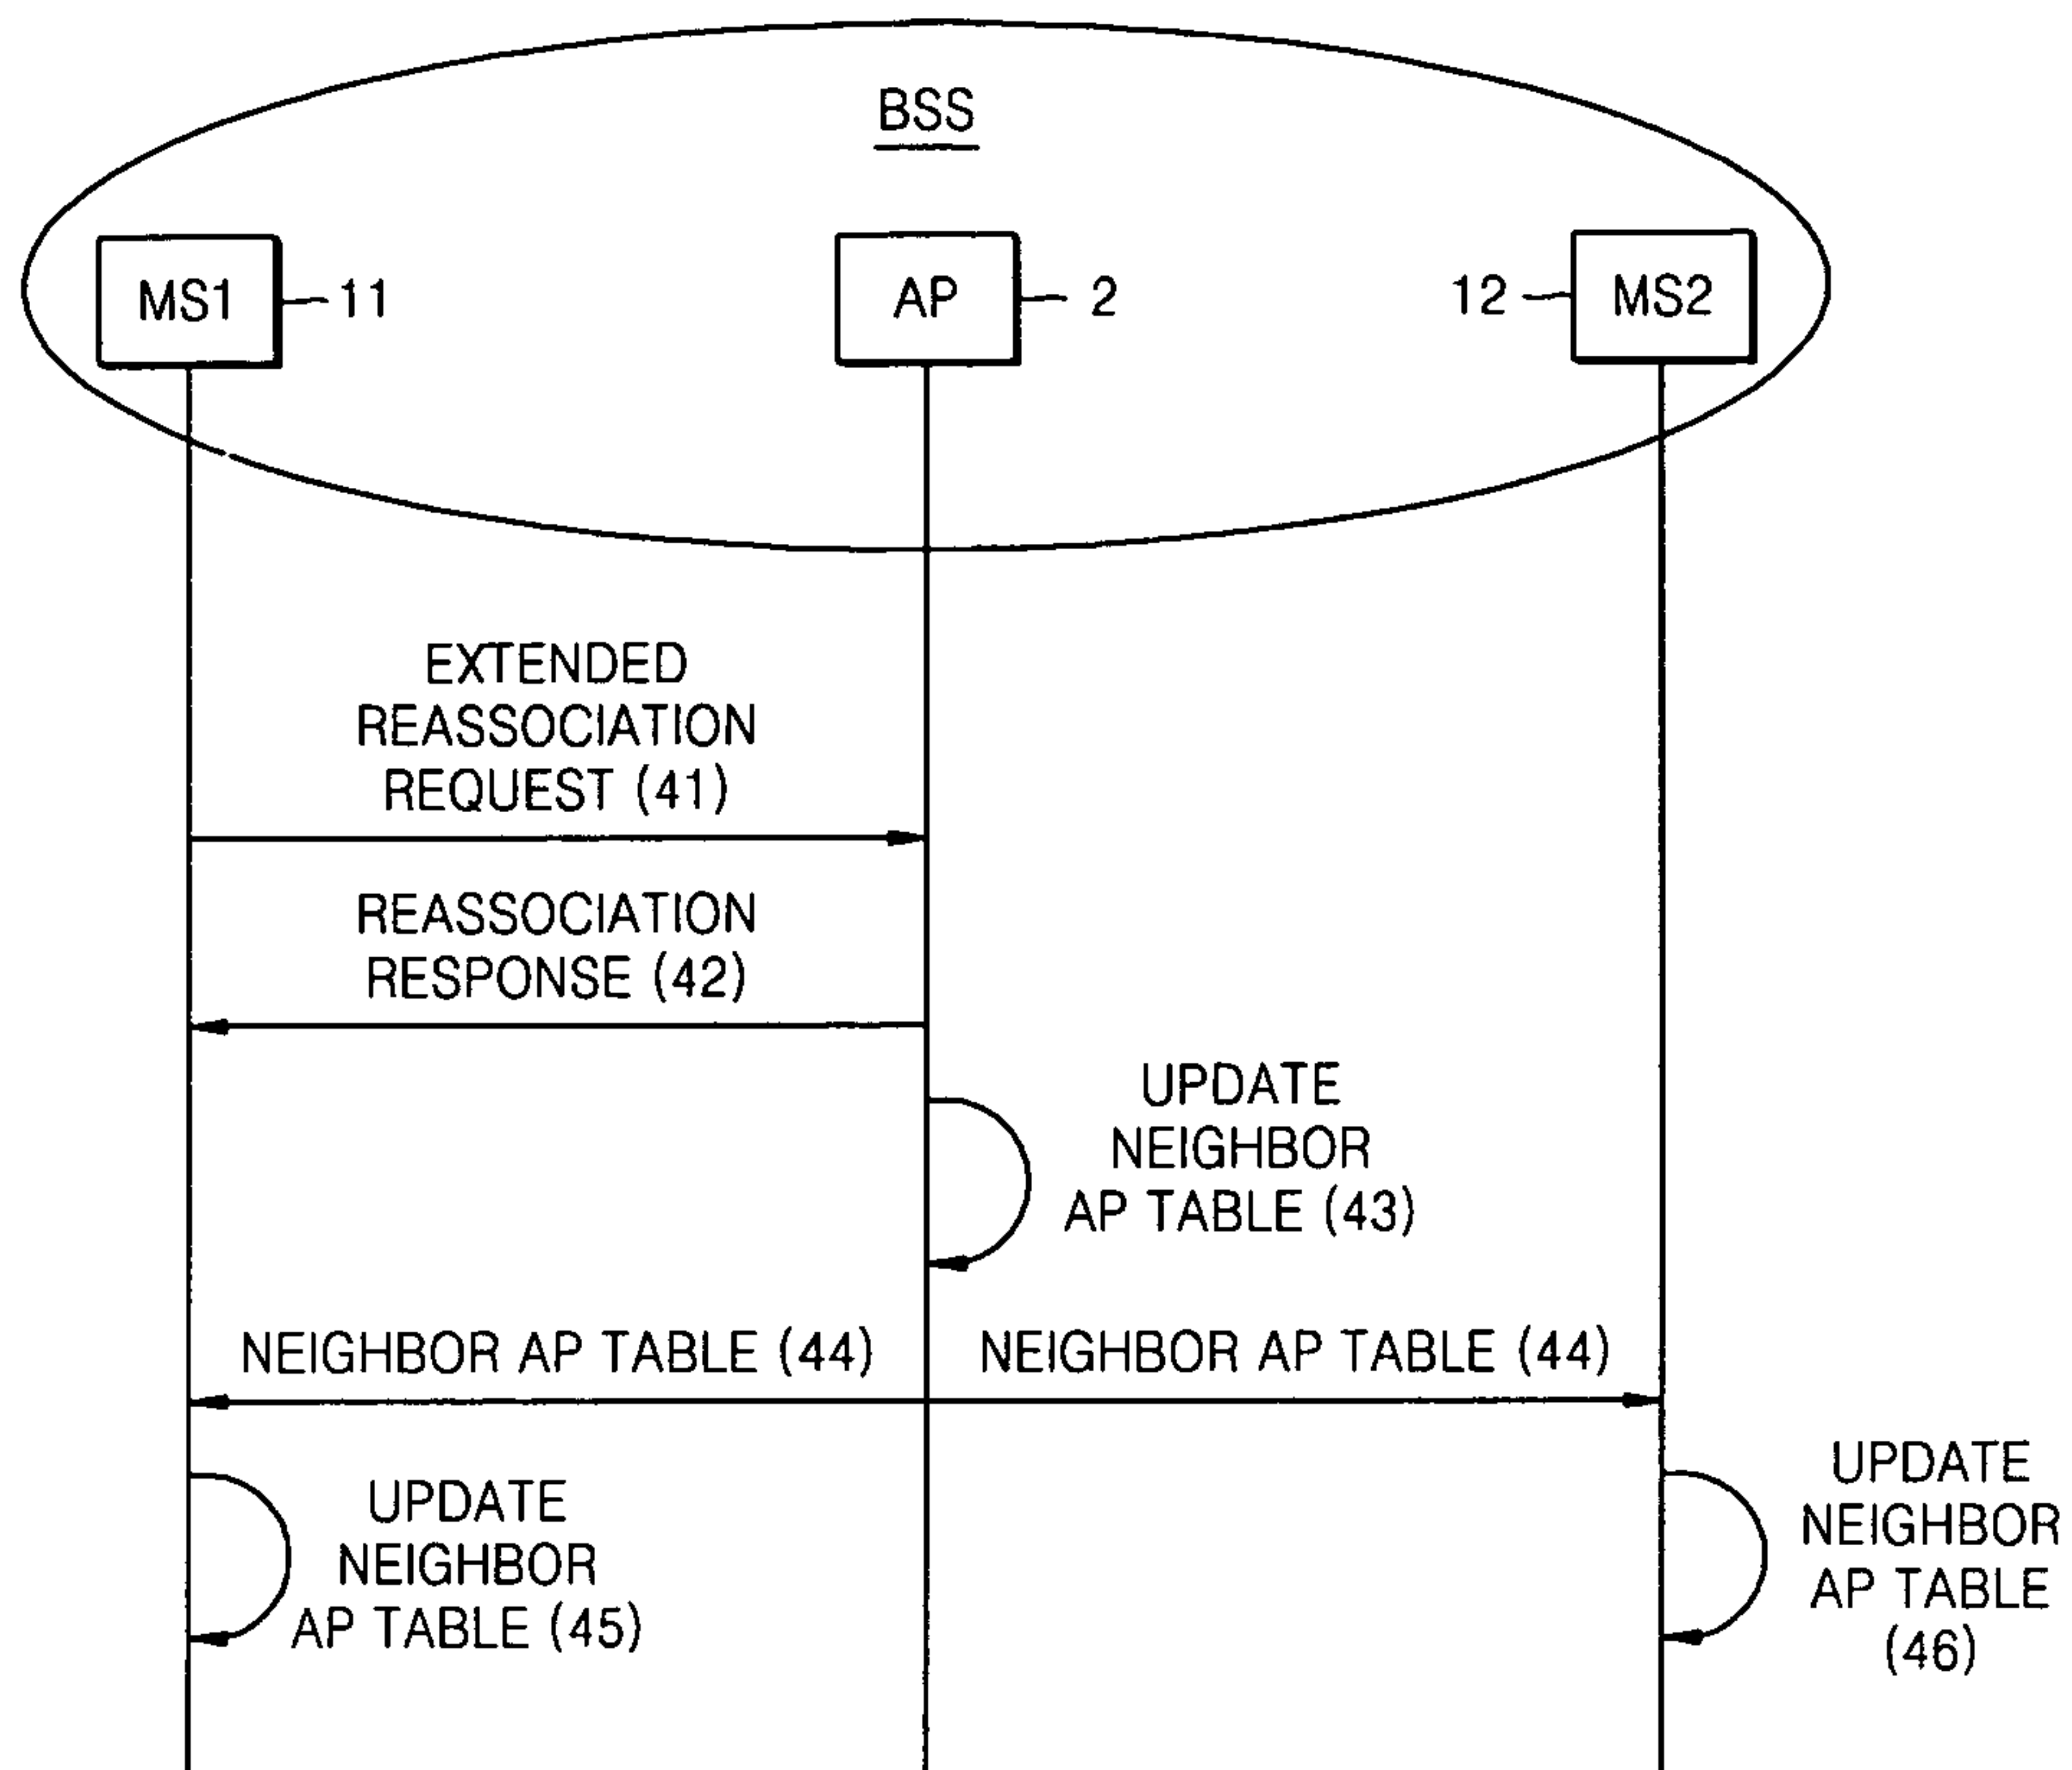 BSS
MS1
11
AP
2
12
MS2
EXTENDED
REASSOCIATION
REQUEST (41)
REASSOCIATION
RESPONSE (42)
UPDATE
NEIGHBOR
AP TABLE (43)
NEIGHBOR AP TABLE (44)
NEIGHBOR AP TABLE (44)
UPDATE
NEIGHBOR
AP TABLE (45)
UPDATE
NEIGHBOR
AP TABLE
(46)